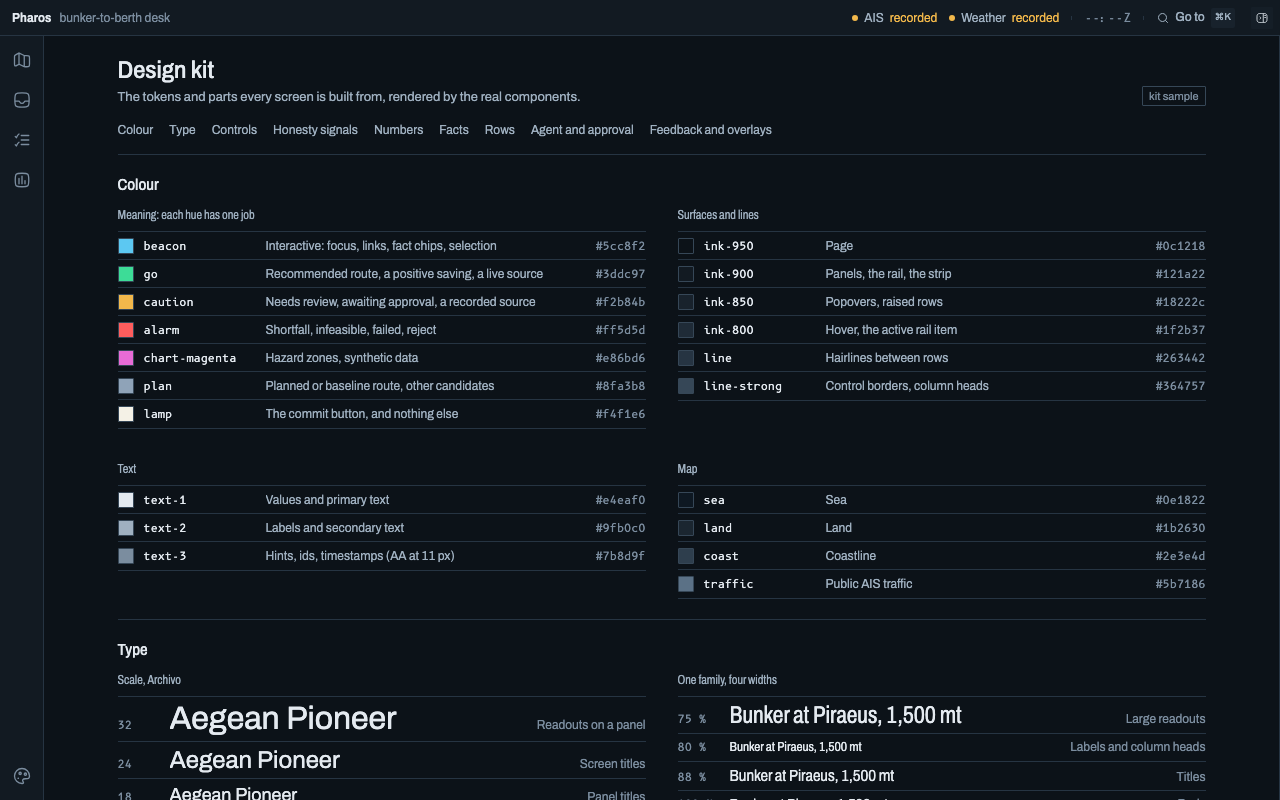 Pharos bunker-to-berth desk AIS recorded Weather recorded --:--Z Go to ⌘K
Design kit
The tokens and parts every screen is built from, rendered by the real components. kit sample
Colour Type Controls Honesty signals Numbers Facts Rows Agent and approval Feedback and overlays
Colour
Meaning: each hue has one job
beacon Interactive: focus, links, fact chips, selection #5cc8f2
go Recommended route, a positive saving, a live source #3ddc97
caution Needs review, awaiting approval, a recorded source #f2b84b
alarm Shortfall, infeasible, failed, reject #ff5d5d
chart-magenta Hazard zones, synthetic data #e86bd6
plan Planned or baseline route, other candidates #8fa3b8
lamp The commit button, and nothing else #f4f1e6
Surfaces and lines
ink-950 Page #0c1218
ink-900 Panels, the rail, the strip #121a22
ink-850 Popovers, raised rows #18222c
ink-800 Hover, the active rail item #1f2b37
line Hairlines between rows #263442
line-strong Control borders, column heads #364757
Text
text-1 Values and primary text #e4eaf0
text-2 Labels and secondary text #9fb0c0
text-3 Hints, ids, timestamps (AA at 11 px) #7b8d9f
Map
sea Sea #0e1822
land Land #1b2630
coast Coastline #2e3e4d
traffic Public AIS traffic #5b7186
Type
Scale, Archivo
32 Aegean Pioneer Readouts on a panel
24 Aegean Pioneer Screen titles
18 Aegean Pioneer Panel titles
One family, four widths
75 % Bunker at Piraeus, 1,500 mt Large readouts
80 % Bunker at Piraeus, 1,500 mt Labels and column heads
88 % Bunker at Piraeus, 1,500 mt Titles